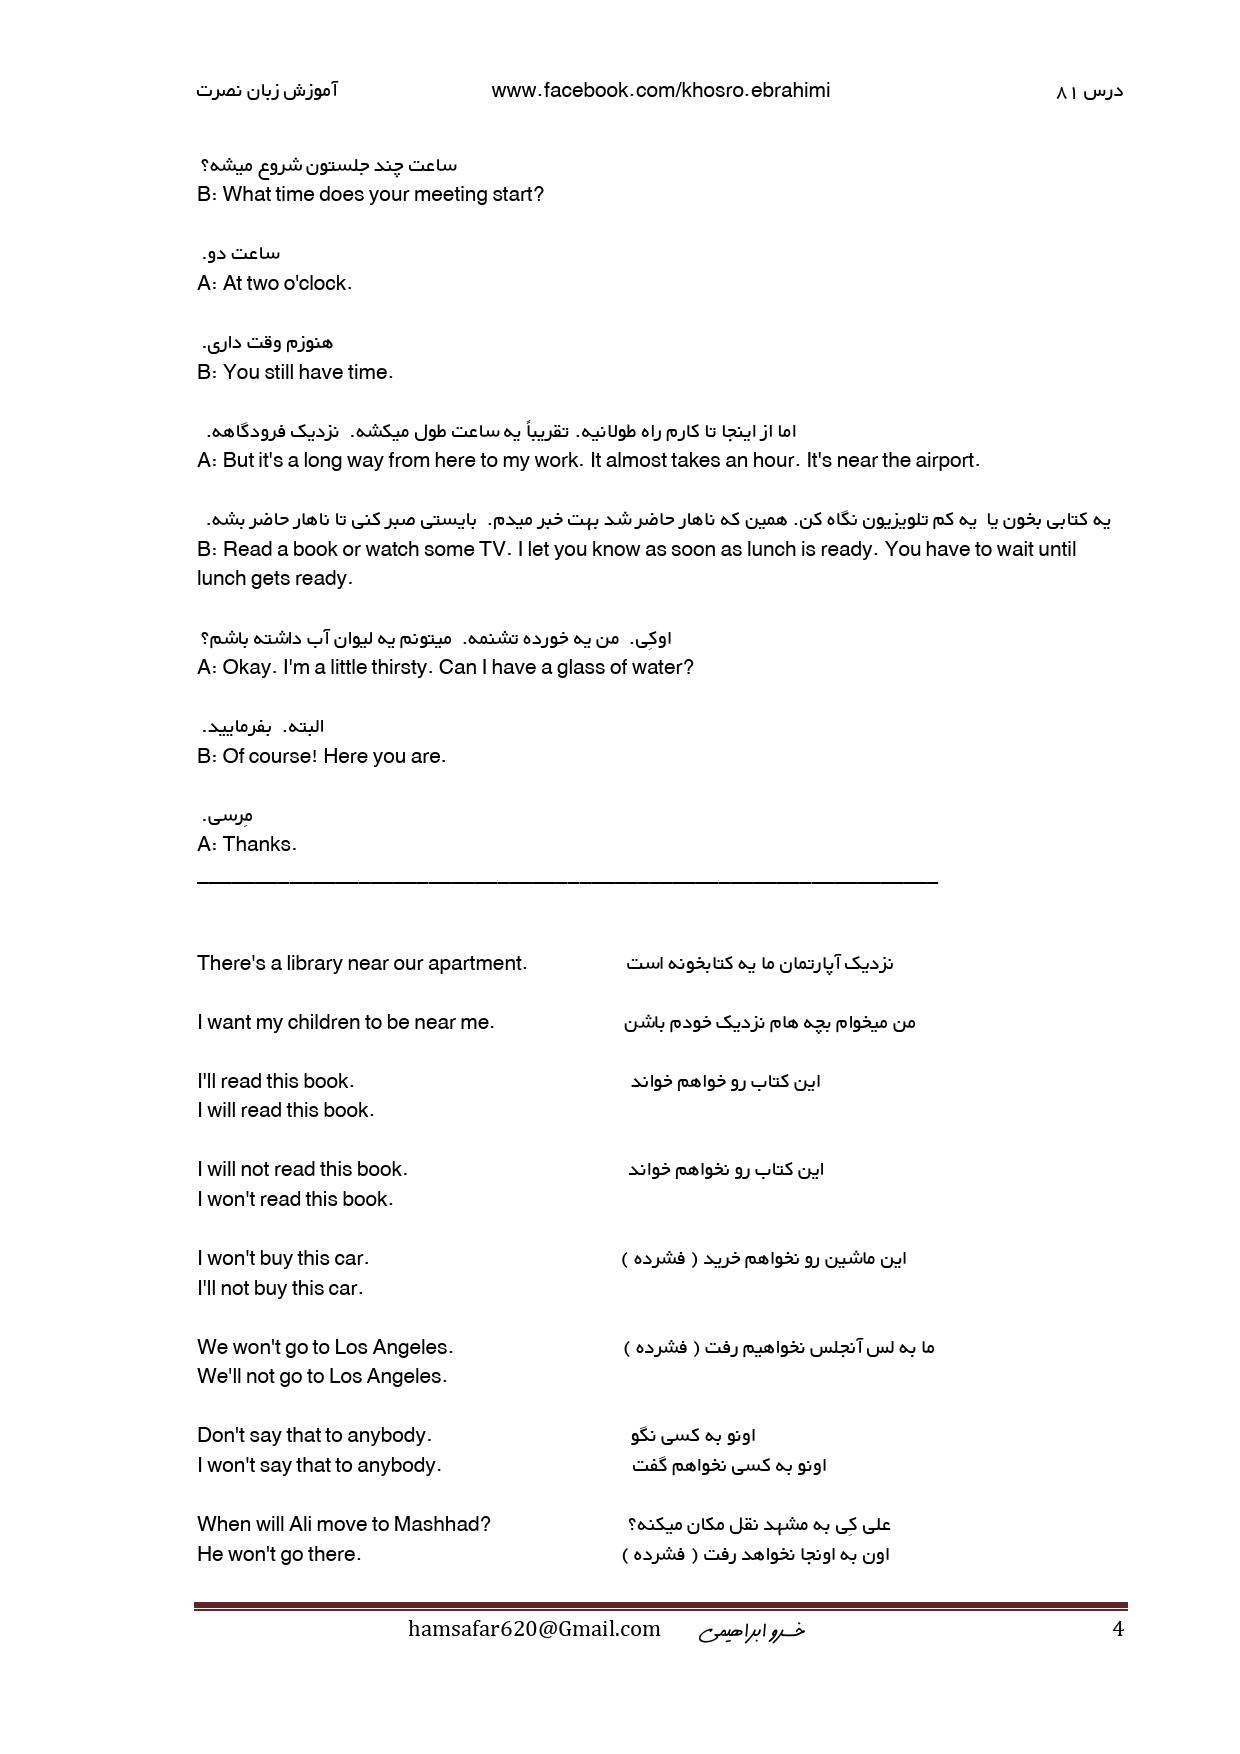 درس ۸۱ www.facebook.com/khosro.ebrahimi آموزش زبان نصرت
ساعت چند جلستون شروع میشه؟
B: What time does your meeting start?
ساعت دو.
A: At two o'clock.
هنوزم وقت داری.
B: You still have time.
اما از اینجا تا کارم راه طولانیه. تقریباً یه ساعت طول میکشه. نزدیک فرودگاهه.
A: But it's a long way from here to my work. It almost takes an hour. It's near the airport.
یه کتابی بخون یا یه کم تلویزیون نگاه کن. همین که ناهار حاضر شد بهت خبر میدم. بایستی صبر کنی تا ناهار حاضر بشه.
B: Read a book or watch some TV. I let you know as soon as lunch is ready. You have to wait until
lunch gets ready.
اوکِی. من یه خورده تشنمه. میتونم یه لیوان آب داشته باشم؟
A: Okay. I'm a little thirsty. Can I have a glass of water?
البته. بفرمایید.
B: Of course! Here you are.
مِرسی.
A: Thanks.
There's a library near our apartment. نزدیک آپارتمان ما یه کتابخونه است
I want my children to be near me. من میخوام بچه هام نزدیک خودم باشن
I'll read this book. این کتاب رو خواهم خواند
I will read this book.
I will not read this book. این کتاب رو نخواهم خواند
I won't read this book.
I won't buy this car. این ماشین رو نخواهم خرید ( فشرده )
I'll not buy this car.
We won't go to Los Angeles. ما به لس آنجلس نخواهیم رفت ( فشرده )
We'll not go to Los Angeles.
Don't say that to anybody. اونو به کسی نگو
I won't say that to anybody. اونو به کسی نخواهم گفت
When will Ali move to Mashhad? علی کِی به مشهد نقل مکان میکنه؟
He won't go there. اون به اونجا نخواهد رفت ( فشرده )
hamsafar620@Gmail.com خسرو ابراهیمی 4